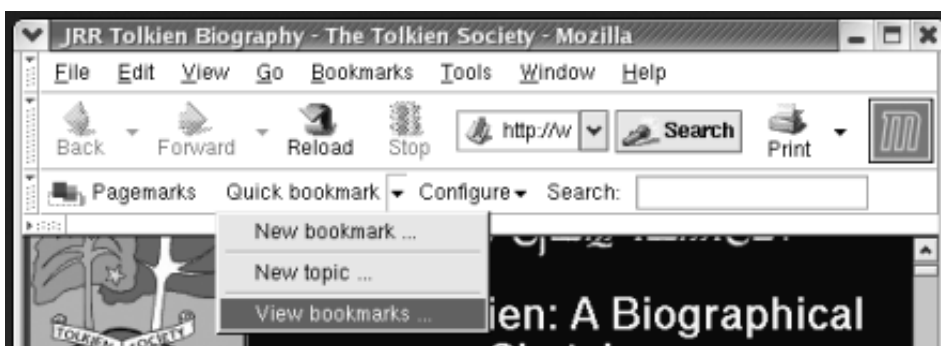 JRR Tolkien Biography - The Tolkien Society - Mozilla
File Edit View Go Bookmarks Tools Window Help
http://w Search
Back Forward Reload Stop Print
Pagemarks Quick bookmark Configure Search:
New bookmark ...
New topic ...
View bookmarks ...
ien: A Biographical
TOLKIEN SOCIETY